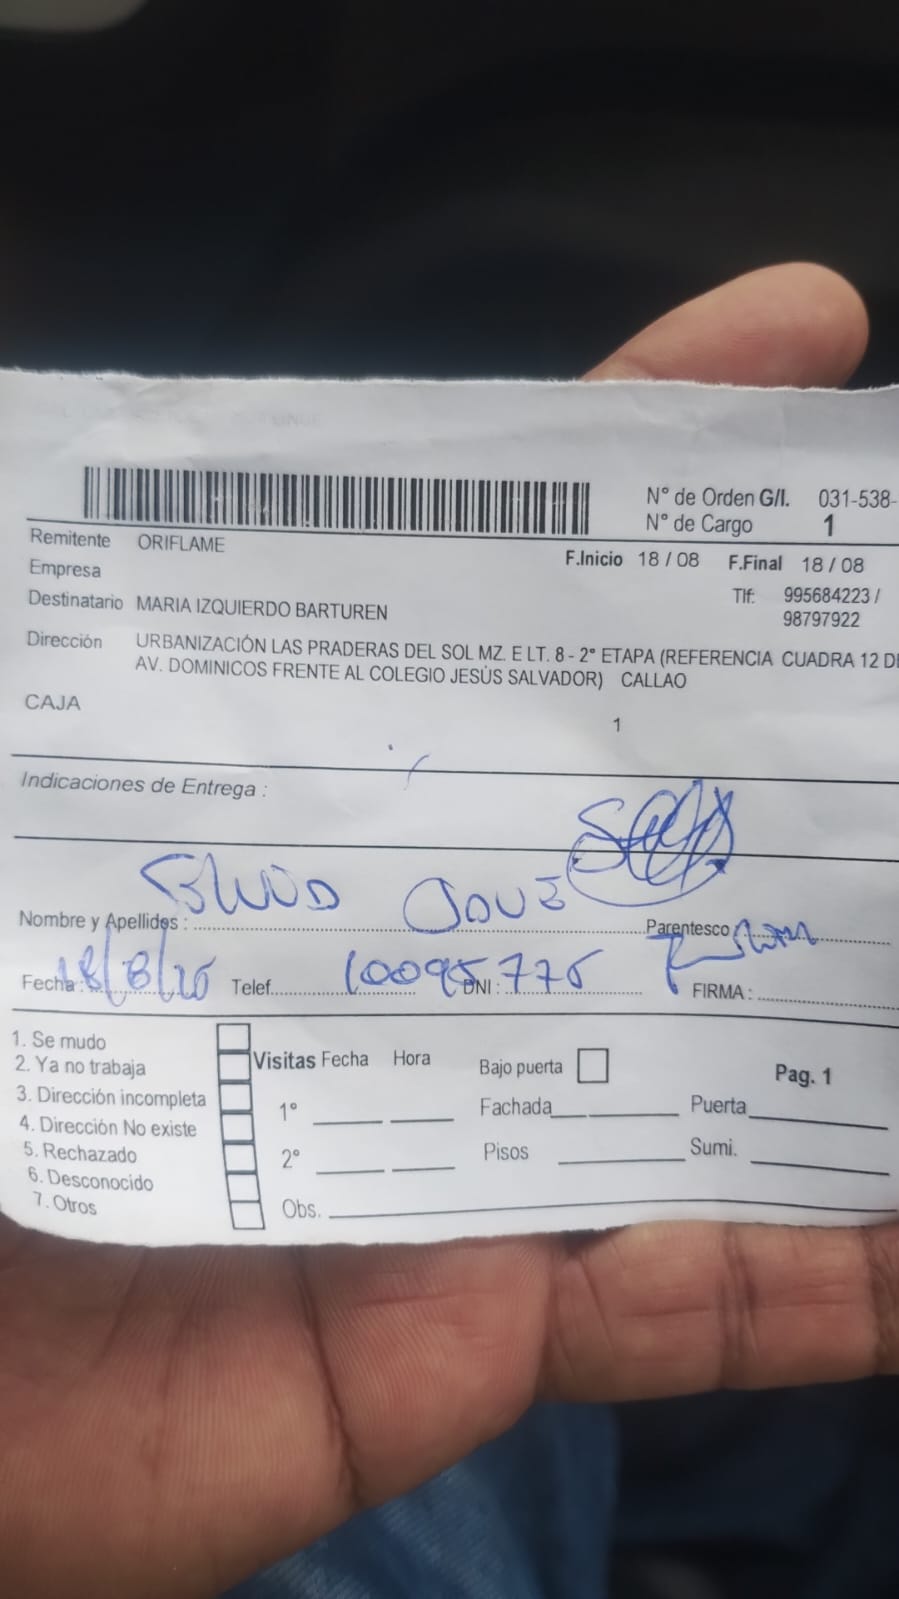 N° de Orden G/I. 031-538-
N° de Cargo 1
Remitente ORIFLAME
F.Inicio 18 / 08 F.Final 18 / 08
Empresa
Tlf: 995684223 /
98797922
Destinatario MARIA IZQUIERDO BARTUREN
Dirección URBANIZACIÓN LAS PRADERAS DEL SOL MZ. E LT. 8 - 2° ETAPA (REFERENCIA CUADRA 12 DE
AV. DOMINICOS FRENTE AL COLEGIO JESÚS SALVADOR) CALLAO
CAJA 1
Indicaciones de Entrega :
Nombre y Apellidos : Parentesco
Fecha : Telef. 10095776 DNI : FIRMA :
1. Se mudo
2. Ya no trabaja
3. Dirección incompleta
4. Dirección No existe
5. Rechazado
6. Desconocido
7. Otros
Visitas Fecha Hora Bajo puerta Pag. 1
1° Fachada Puerta
2° Pisos Sumi.
Obs.